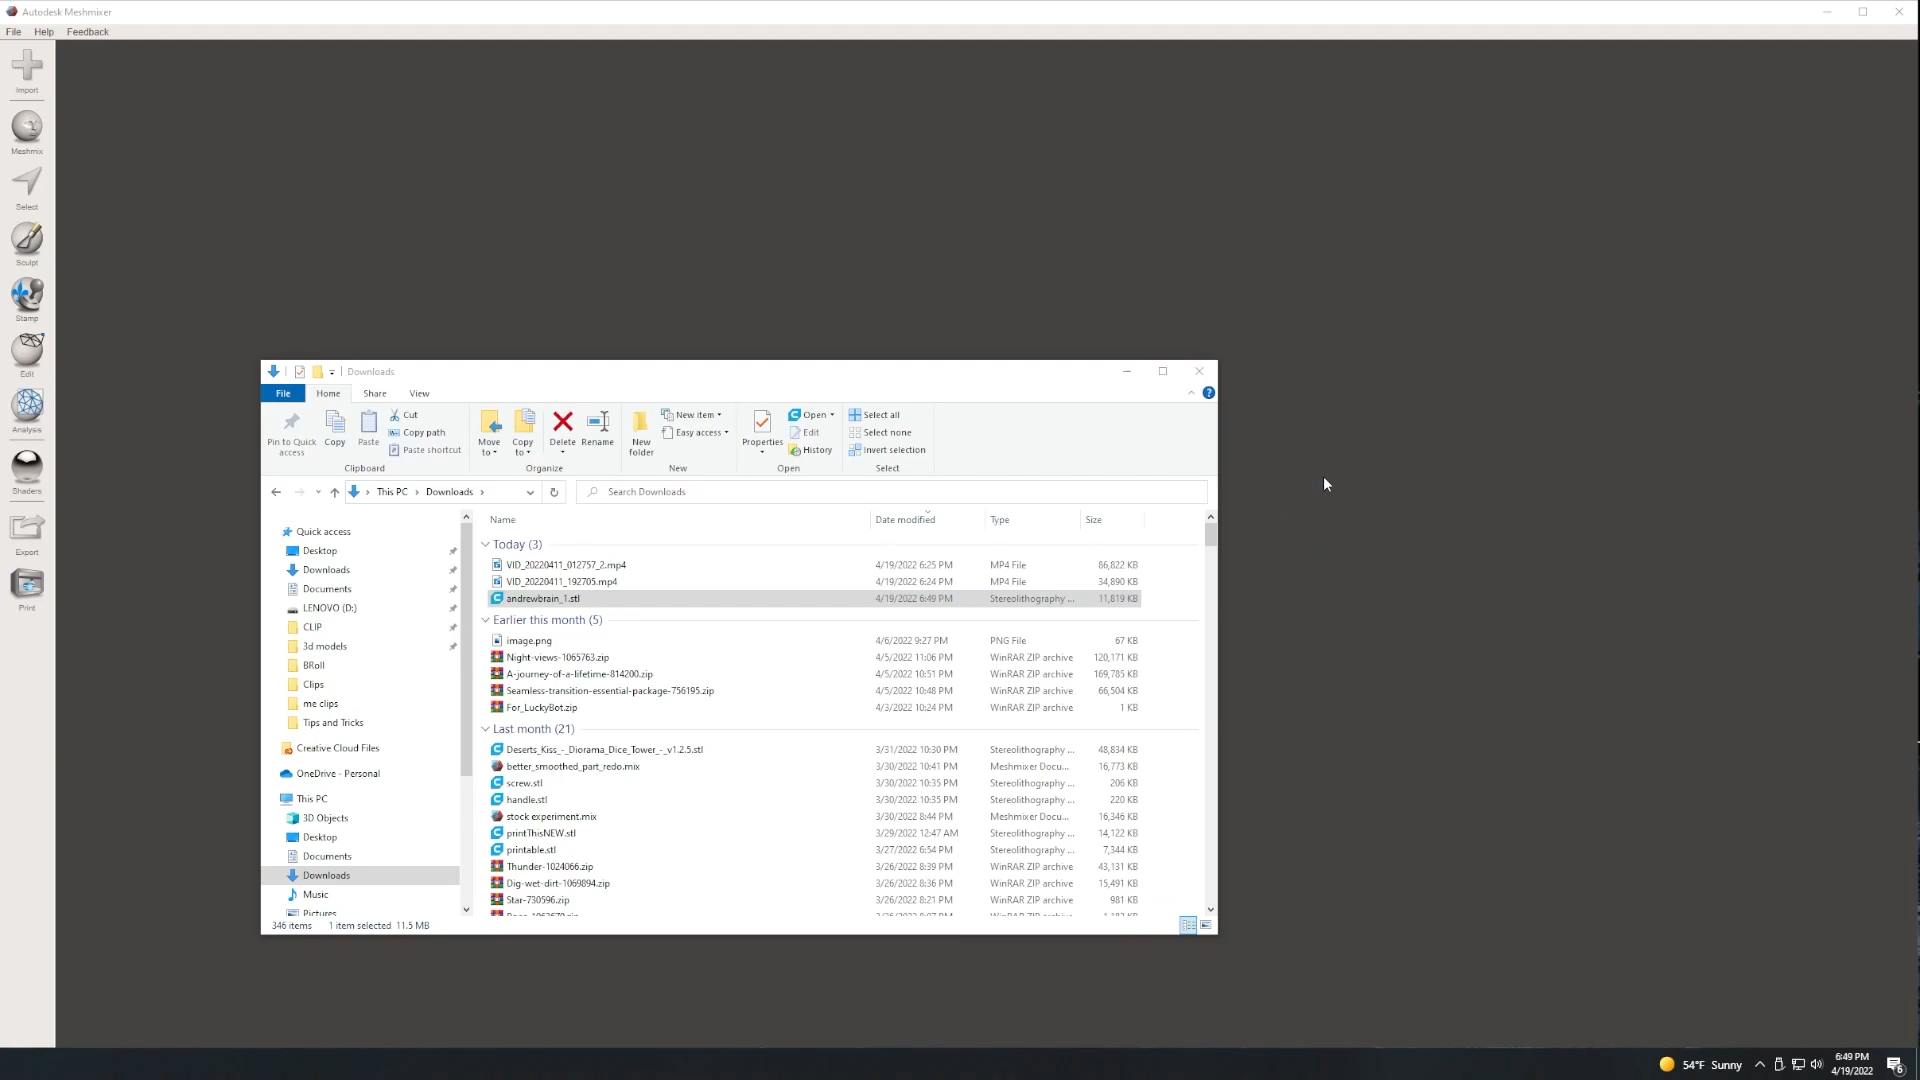 Autodesk Meshmixer
File Help Feedback
Import
Meshmix
Select
Sculpt
Stamp
Edit
Analysis
Shaders
Export
Print
Downloads
File Home Share View
Pin to Quick access
Copy
Paste
Cut
Copy path
Paste shortcut
Clipboard
Move to
Copy to
Delete
Rename
Organize
New folder
New item
Easy access
New
Properties
Open
Edit
History
Open
Select all
Select none
Invert selection
Select
This PC Downloads
Search Downloads
Quick access
Desktop
Downloads
Documents
LENOVO (D:)
CLIP
3d models
BRoll
Clips
me clips
Tips and Tricks
Creative Cloud Files
OneDrive - Personal
This PC
3D Objects
Desktop
Documents
Downloads
Music
Pictures
Name Date modified Type Size
Today (3)
VID_20220411_012757_2.mp4 4/19/2022 6:25 PM MP4 File 86,822 KB
VID_20220411_192705.mp4 4/19/2022 6:24 PM MP4 File 34,890 KB
andrewbrain_1.stl 4/19/2022 6:49 PM Stereolithography ... 11,819 KB
Earlier this month (5)
image.png 4/6/2022 9:27 PM PNG File 67 KB
Night-views-1065763.zip 4/5/2022 11:06 PM WinRAR ZIP archive 120,171 KB
A-journey-of-a-lifetime-814200.zip 4/5/2022 10:51 PM WinRAR ZIP archive 169,785 KB
Seamless-transition-essential-package-756195.zip 4/5/2022 10:48 PM WinRAR ZIP archive 66,504 KB
For_LuckyBot.zip 4/3/2022 10:24 PM WinRAR ZIP archive 1 KB
Last month (21)
Deserts_Kiss_-_Diorama_Dice_Tower_-_v1.2.5.stl 3/31/2022 10:30 PM Stereolithography ... 48,834 KB
better_smoothed_part_redo.mix 3/30/2022 10:41 PM Meshmixer Docu... 16,773 KB
screw.stl 3/30/2022 10:35 PM Stereolithography ... 206 KB
handle.stl 3/30/2022 10:35 PM Stereolithography ... 220 KB
stock experiment.mix 3/30/2022 8:44 PM Meshmixer Docu... 16,346 KB
printThisNEW.stl 3/29/2022 12:47 AM Stereolithography ... 14,122 KB
printable.stl 3/27/2022 6:54 PM Stereolithography ... 7,344 KB
Thunder-1024066.zip 3/26/2022 8:39 PM WinRAR ZIP archive 43,131 KB
Dig-wet-dirt-1069894.zip 3/26/2022 8:36 PM WinRAR ZIP archive 15,491 KB
Star-730596.zip 3/26/2022 8:21 PM WinRAR ZIP archive 981 KB
346 items 1 item selected 11.5 MB
54°F Sunny
6:49 PM
4/19/2022
6